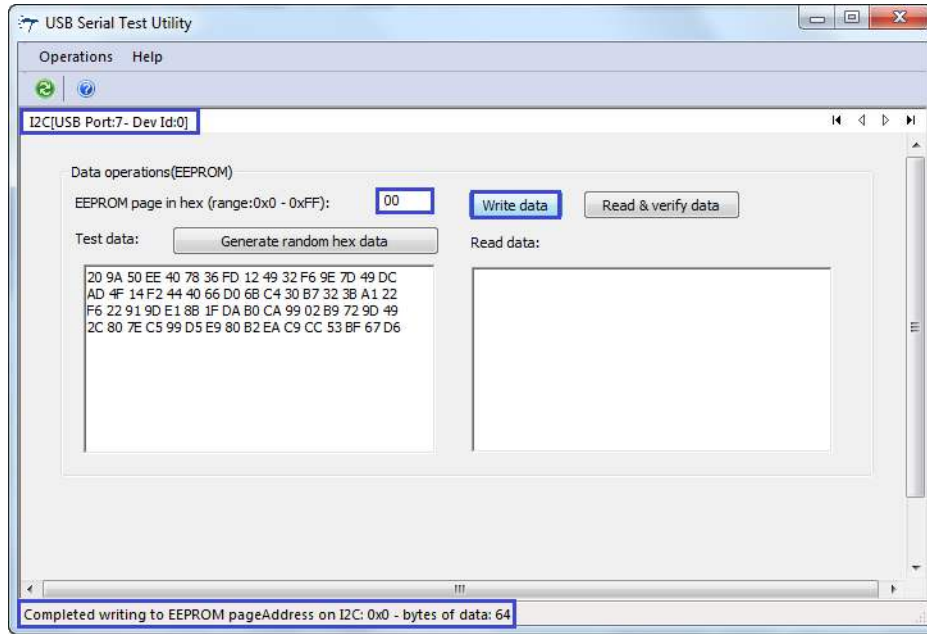 USB Serial Test Utility
Operations Help
I2C[USB Port:7- Dev Id:0]
Data operations(EEPROM)
EEPROM page in hex (range:0x0 - 0xFF): 00 Write data Read & verify data
Test data: Generate random hex data Read data:
20 9A 50 EE 40 78 36 FD 12 49 32 F6 9E 7D 49 DC
AD 4F 14 F2 44 40 66 D0 6B C4 30 B7 32 3B A1 22
F6 22 91 9D E1 8B 1F DA B0 CA 99 02 B9 72 9D 49
2C 80 7E C5 99 D5 E9 80 B2 EA C9 CC 53 BF 67 D6
Completed writing to EEPROM pageAddress on I2C: 0x0 - bytes of data: 64